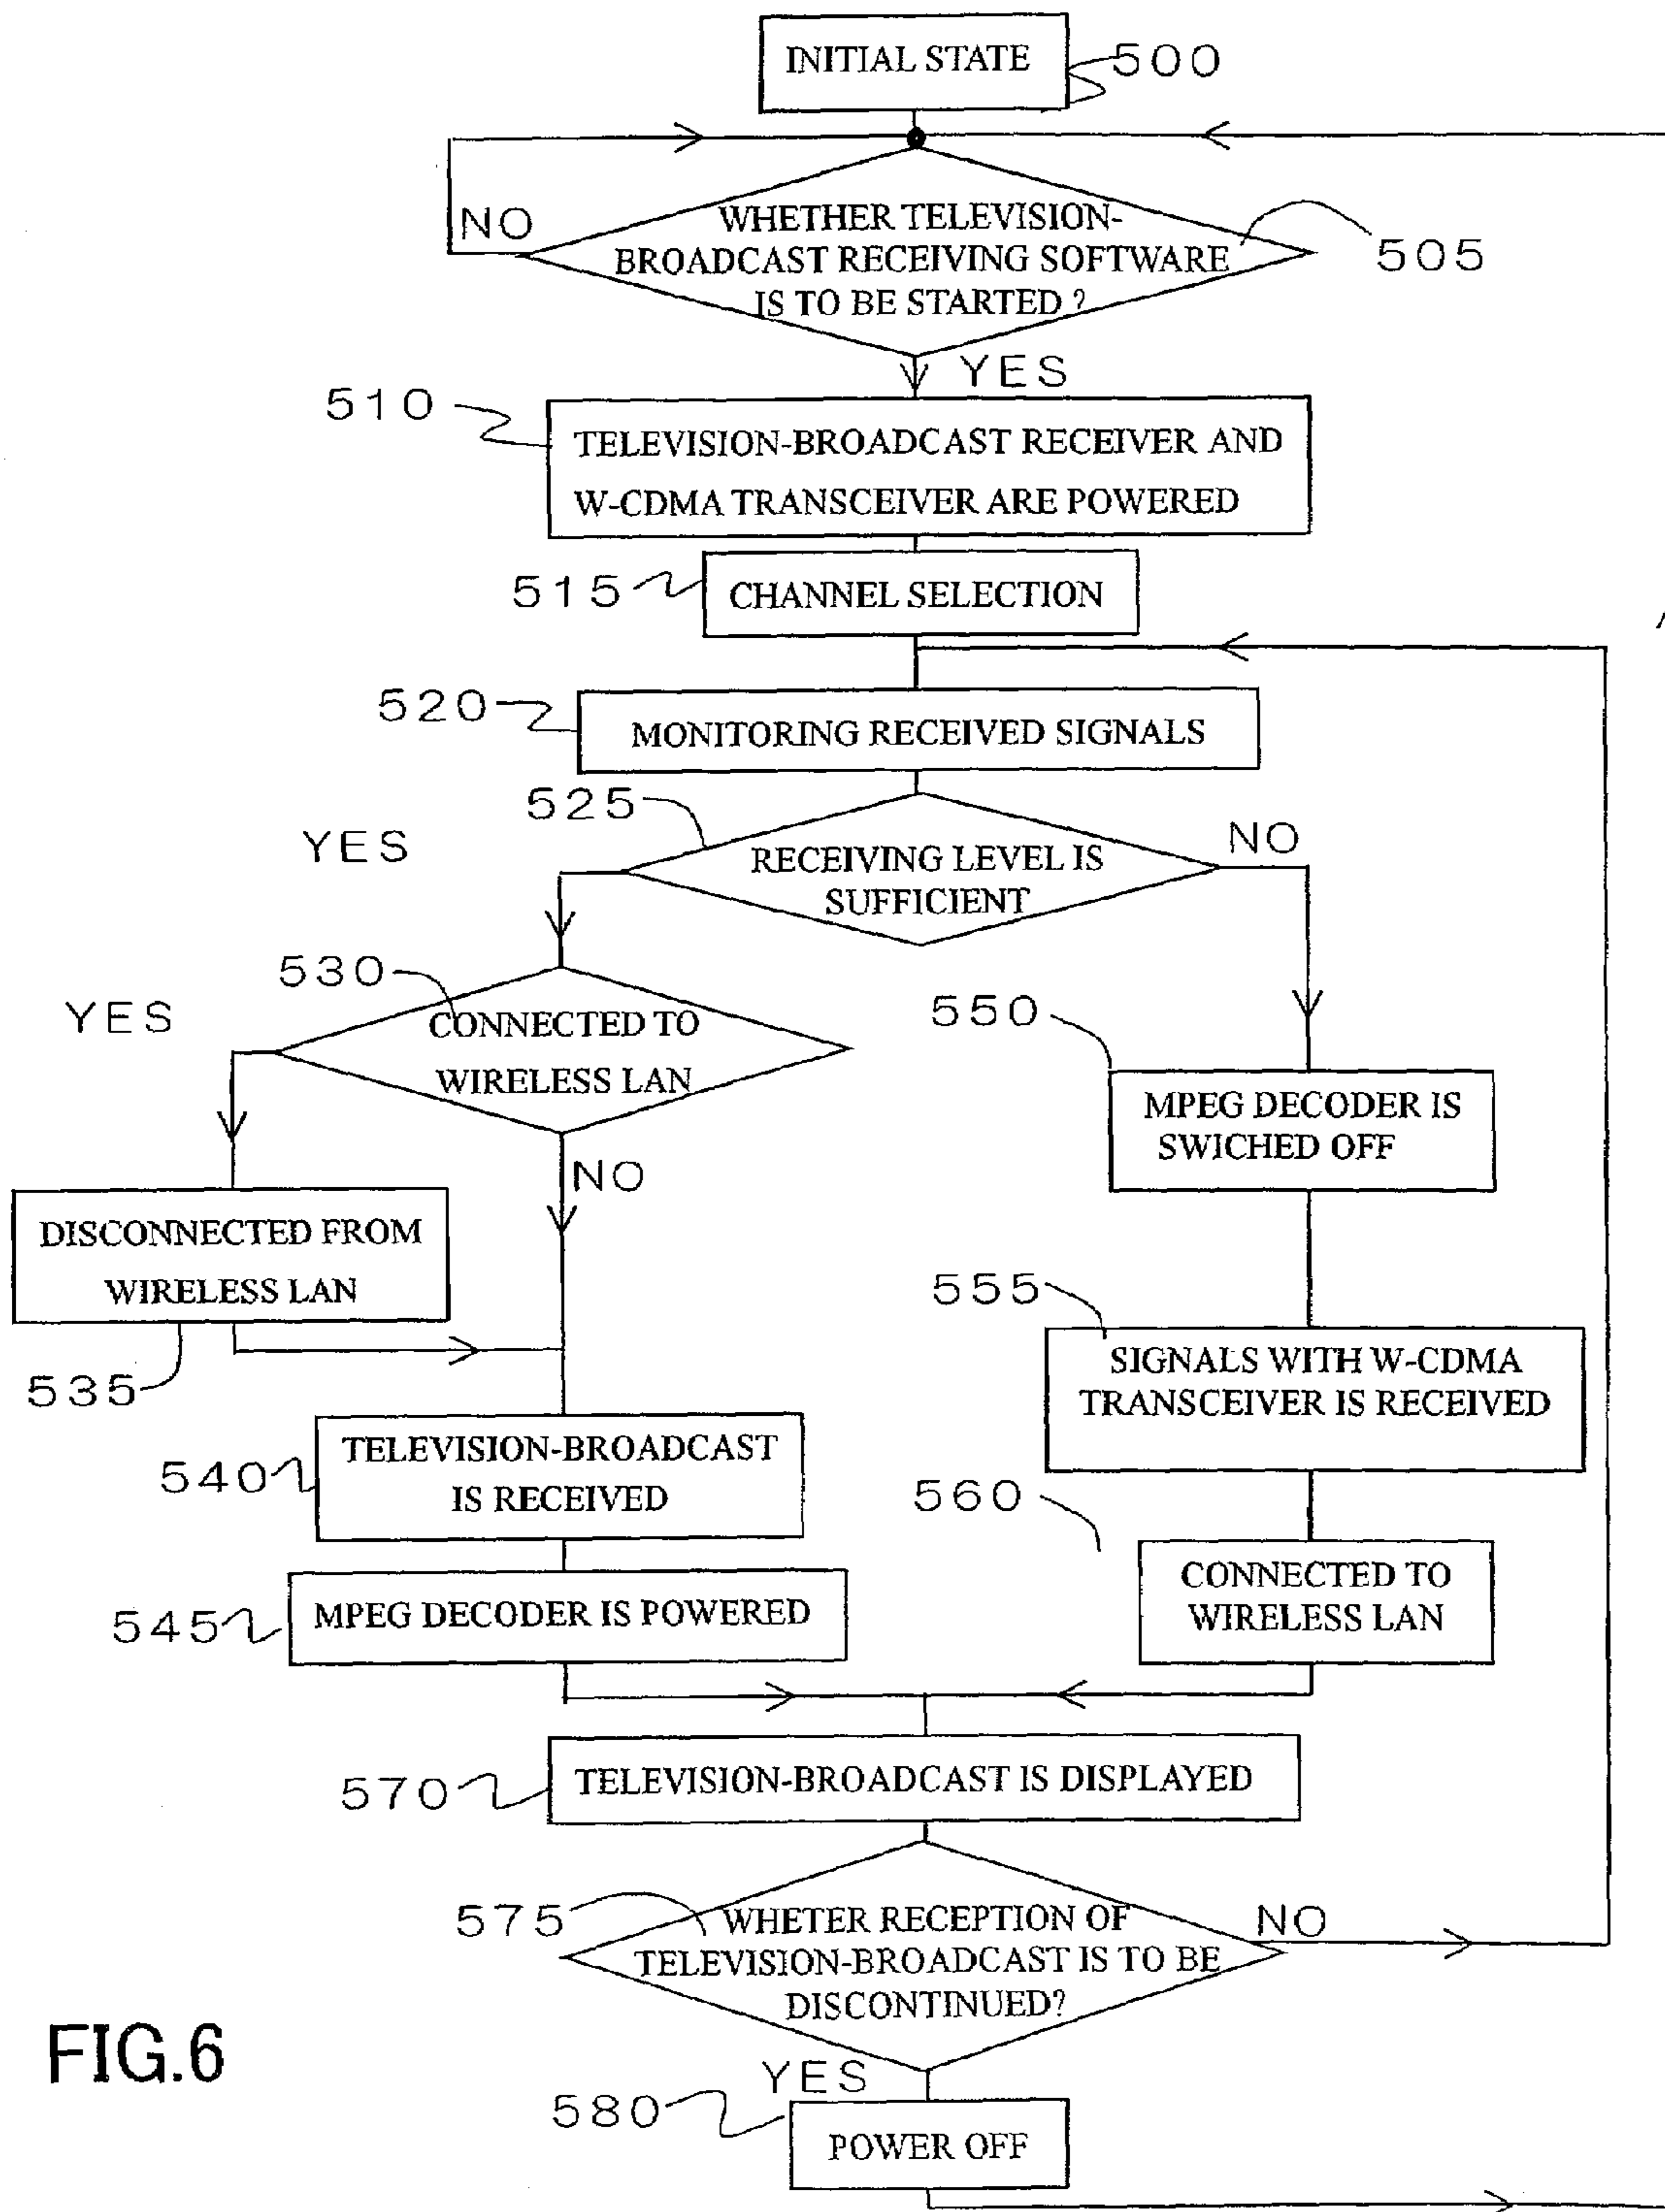 INITIAL STATE
500
NO
WHETHER TELEVISION-
BROADCAST RECEIVING SOFTWARE
IS TO BE STARTED ?
505
YES
510
TELEVISION-BROADCAST RECEIVER AND
W-CDMA TRANSCEIVER ARE POWERED
515
CHANNEL SELECTION
520
MONITORING RECEIVED SIGNALS
525
YES
RECEIVING LEVEL IS
SUFFICIENT
NO
530
YES
CONNECTED TO
WIRELESS LAN
NO
550
MPEG DECODER IS
SWICHED OFF
DISCONNECTED FROM
WIRELESS LAN
535
555
SIGNALS WITH W-CDMA
TRANSCEIVER IS RECEIVED
540
TELEVISION-BROADCAST
IS RECEIVED
560
CONNECTED TO
WIRELESS LAN
545
MPEG DECODER IS POWERED
570
TELEVISION-BROADCAST IS DISPLAYED
575
WHETER RECEPTION OF
TELEVISION-BROADCAST IS TO BE
DISCONTINUED?
NO
YES
580
POWER OFF
FIG.6